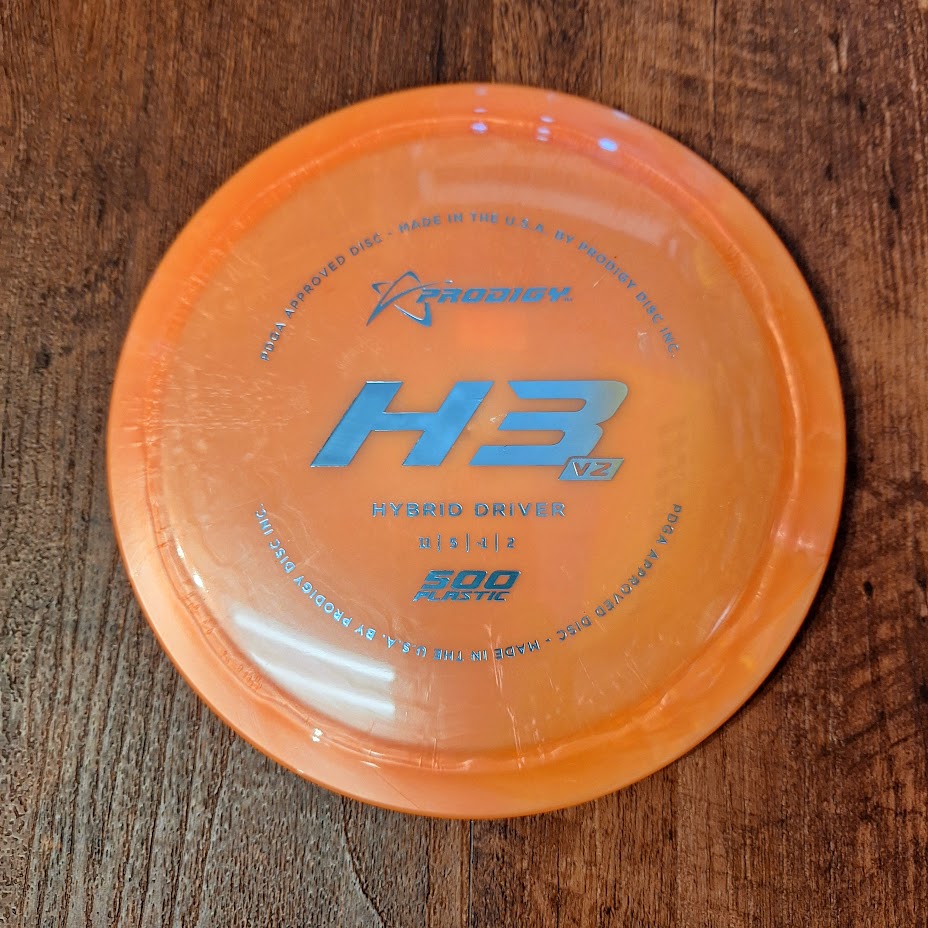 PDGA APPROVED DISC - MADE IN THE U.S.A. BY PRODIGY DISC INC.
PRODIGY
H3
V2
HYBRID DRIVER
11 | 5 | -1 | 2
500
PLASTIC
PDGA APPROVED DISC - MADE IN THE U.S.A. BY PRODIGY DISC INC.